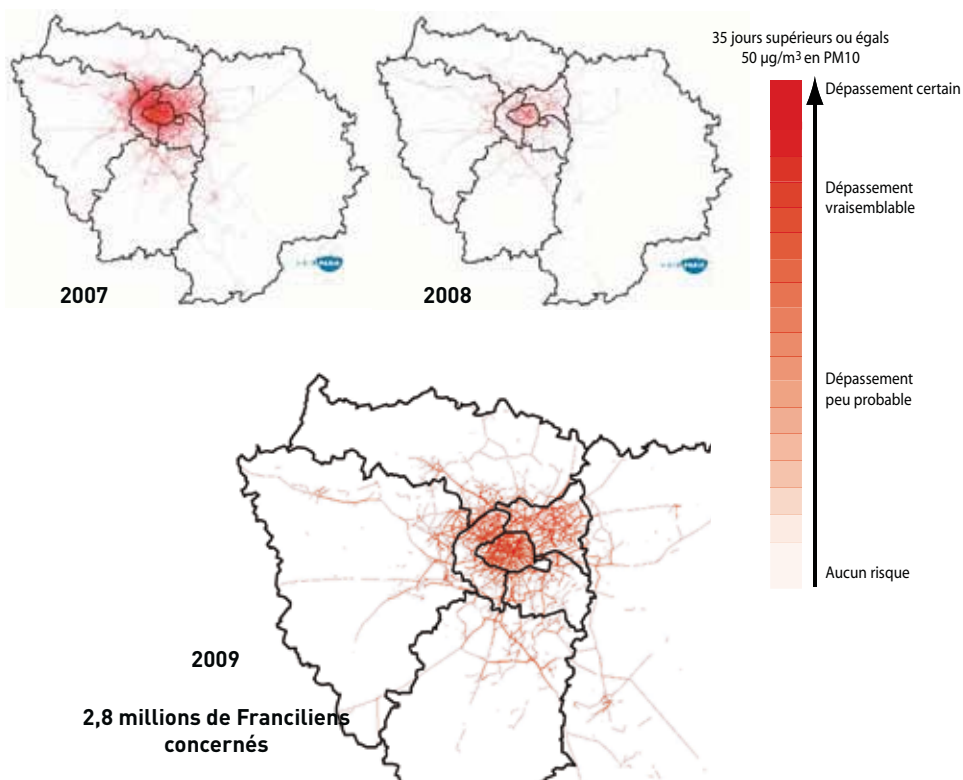 35 jours supérieurs ou égals
50 µg/m³ en PM10
Dépassement certain
Dépassement
vraisemblable
Dépassement
peu probable
Aucun risque
2007
2008
2009
2,8 millions de Franciliens
concernés